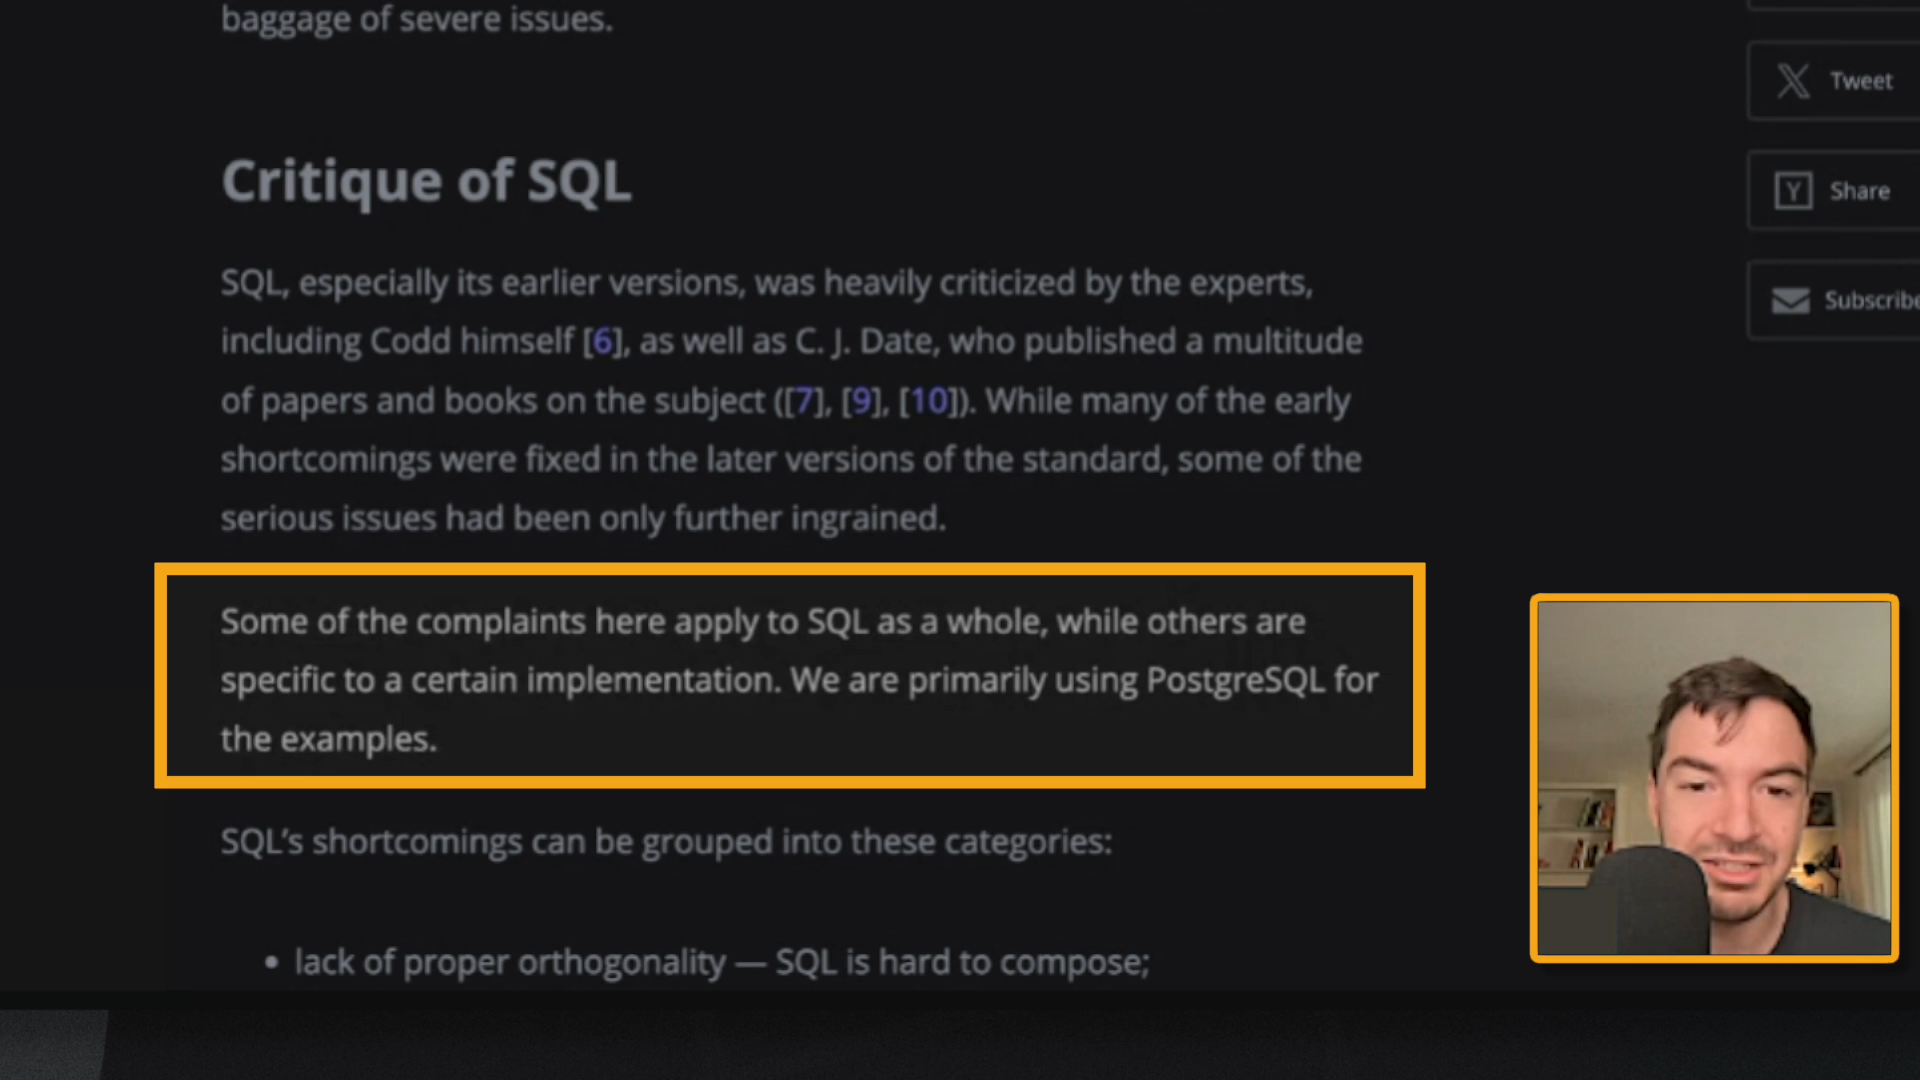 baggage of severe issues.
Tweet
Critique of SQL
Share
SQL, especially its earlier versions, was heavily criticized by the experts,
including Codd himself [6], as well as C. J. Date, who published a multitude
of papers and books on the subject ([7], [9], [10]). While many of the early
shortcomings were fixed in the later versions of the standard, some of the
serious issues had been only further ingrained.
Subscribe
Some of the complaints here apply to SQL as a whole, while others are
specific to a certain implementation. We are primarily using PostgreSQL for
the examples.
SQL’s shortcomings can be grouped into these categories:
• lack of proper orthogonality — SQL is hard to compose;